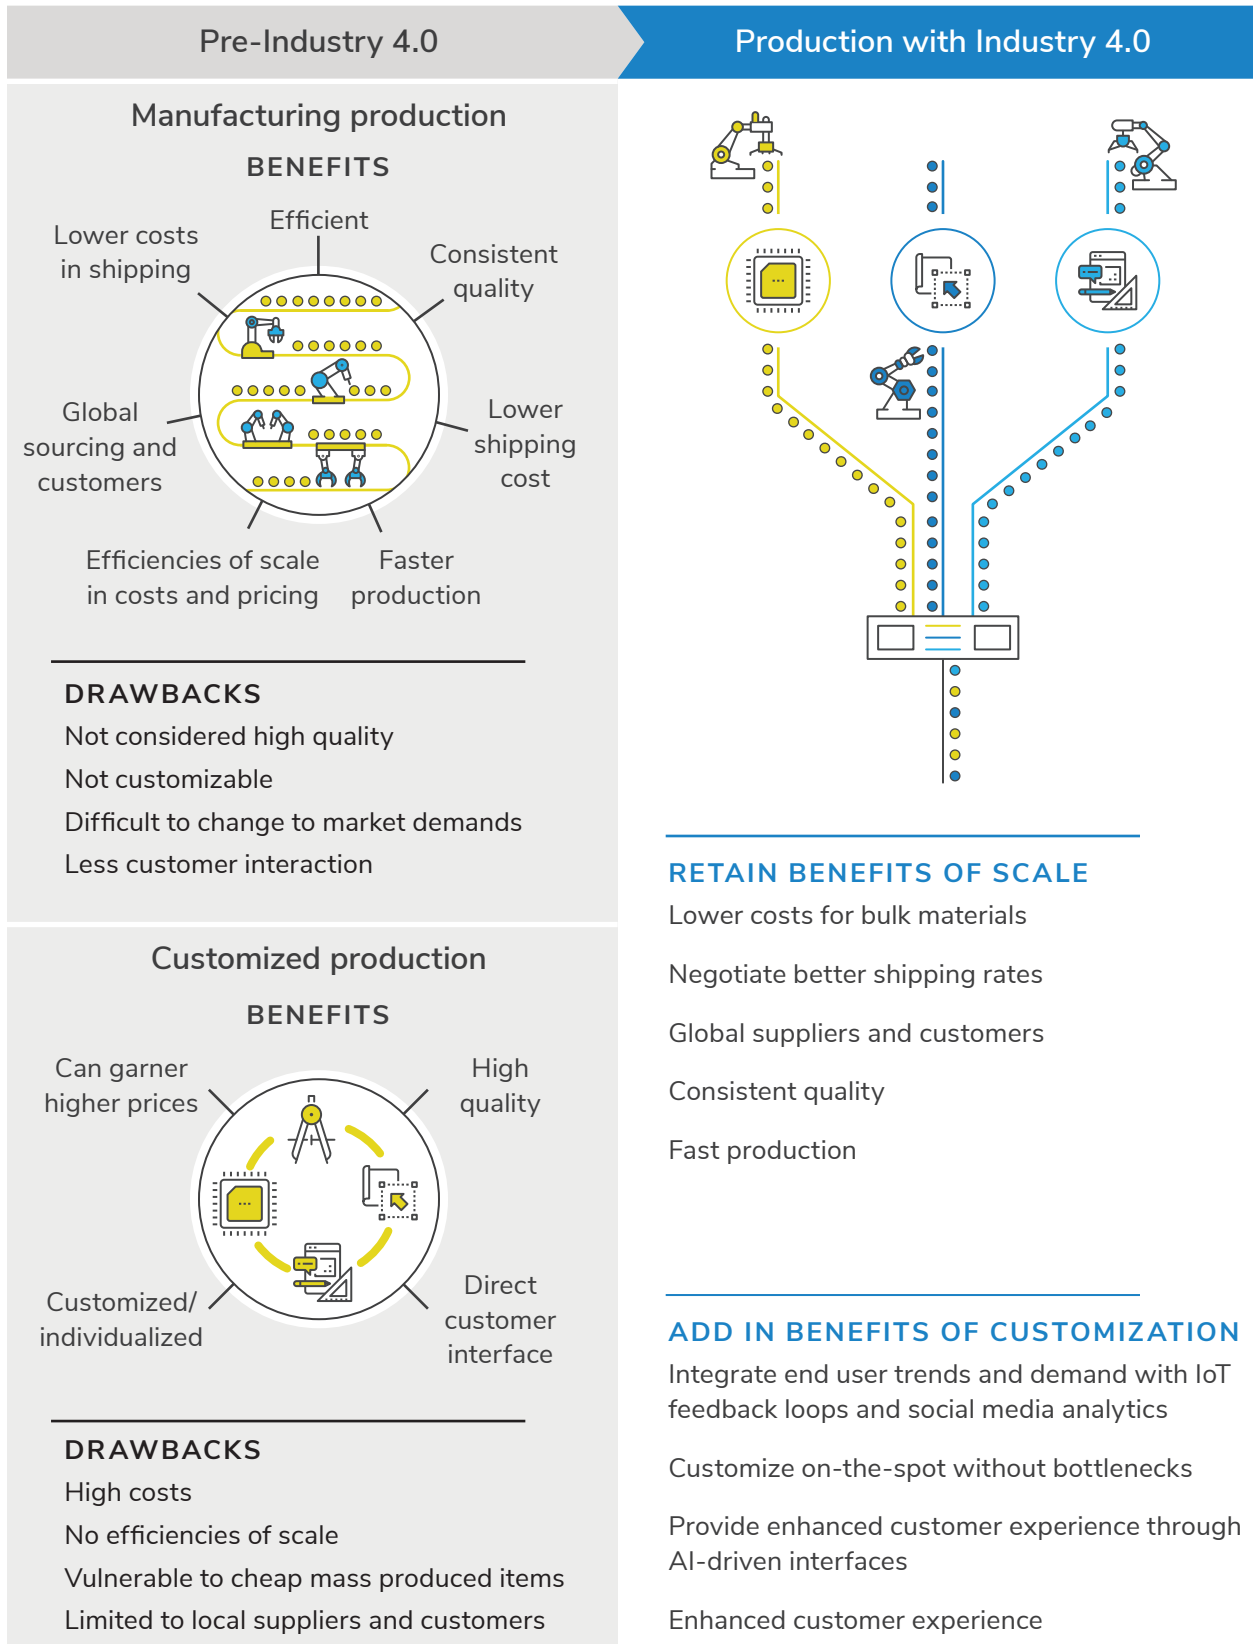 Pre-Industry 4.0
Production with Industry 4.0
Manufacturing production
BENEFITS
Efficient
Lower costs
in shipping
Consistent
quality
Global
sourcing and
customers
Lower
shipping
cost
Efficiencies of scale
in costs and pricing
Faster
production
DRAWBACKS
Not considered high quality
Not customizable
Difficult to change to market demands
Less customer interaction
Customized production
BENEFITS
Can garner
higher prices
High
quality
Customized/
individualized
Direct
customer
interface
DRAWBACKS
High costs
No efficiencies of scale
Vulnerable to cheap mass produced items
Limited to local suppliers and customers
RETAIN BENEFITS OF SCALE
Lower costs for bulk materials
Negotiate better shipping rates
Global suppliers and customers
Consistent quality
Fast production
ADD IN BENEFITS OF CUSTOMIZATION
Integrate end user trends and demand with IoT
feedback loops and social media analytics
Customize on-the-spot without bottlenecks
Provide enhanced customer experience through
AI-driven interfaces
Enhanced customer experience